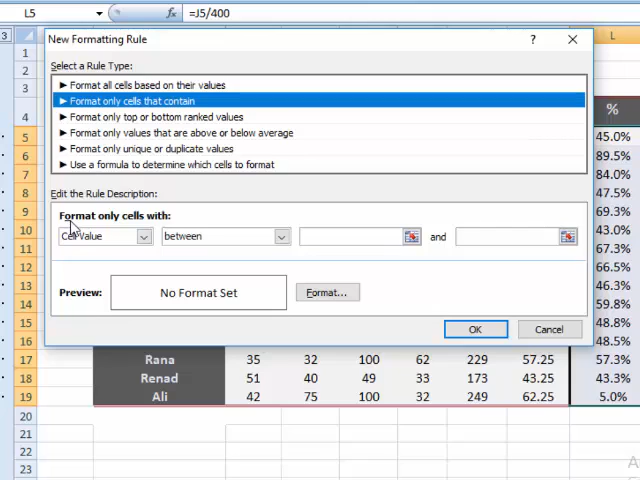 L5 fx =J5/400
New Formatting Rule ? ×
Select a Rule Type:
► Format all cells based on their values
► Format only cells that contain
► Format only top or bottom ranked values
► Format only values that are above or below average
► Format only unique or duplicate values
► Use a formula to determine which cells to format
Edit the Rule Description:
Format only cells with:
Cell Value between and
Preview: No Format Set Format...
OK Cancel
3 L
1
2
3
4 %
5 45.0%
6 89.5%
7 84.0%
8 47.5%
9 69.3%
10 43.0%
11 67.3%
12 66.5%
13 46.3%
14 59.8%
15 48.8%
16 48.5%
17 Rana 35 32 100 62 229 57.25 57.3%
18 Renad 51 40 49 33 173 43.25 43.3%
19 Ali 42 75 100 32 249 62.25 5.0%
20
21
22
23